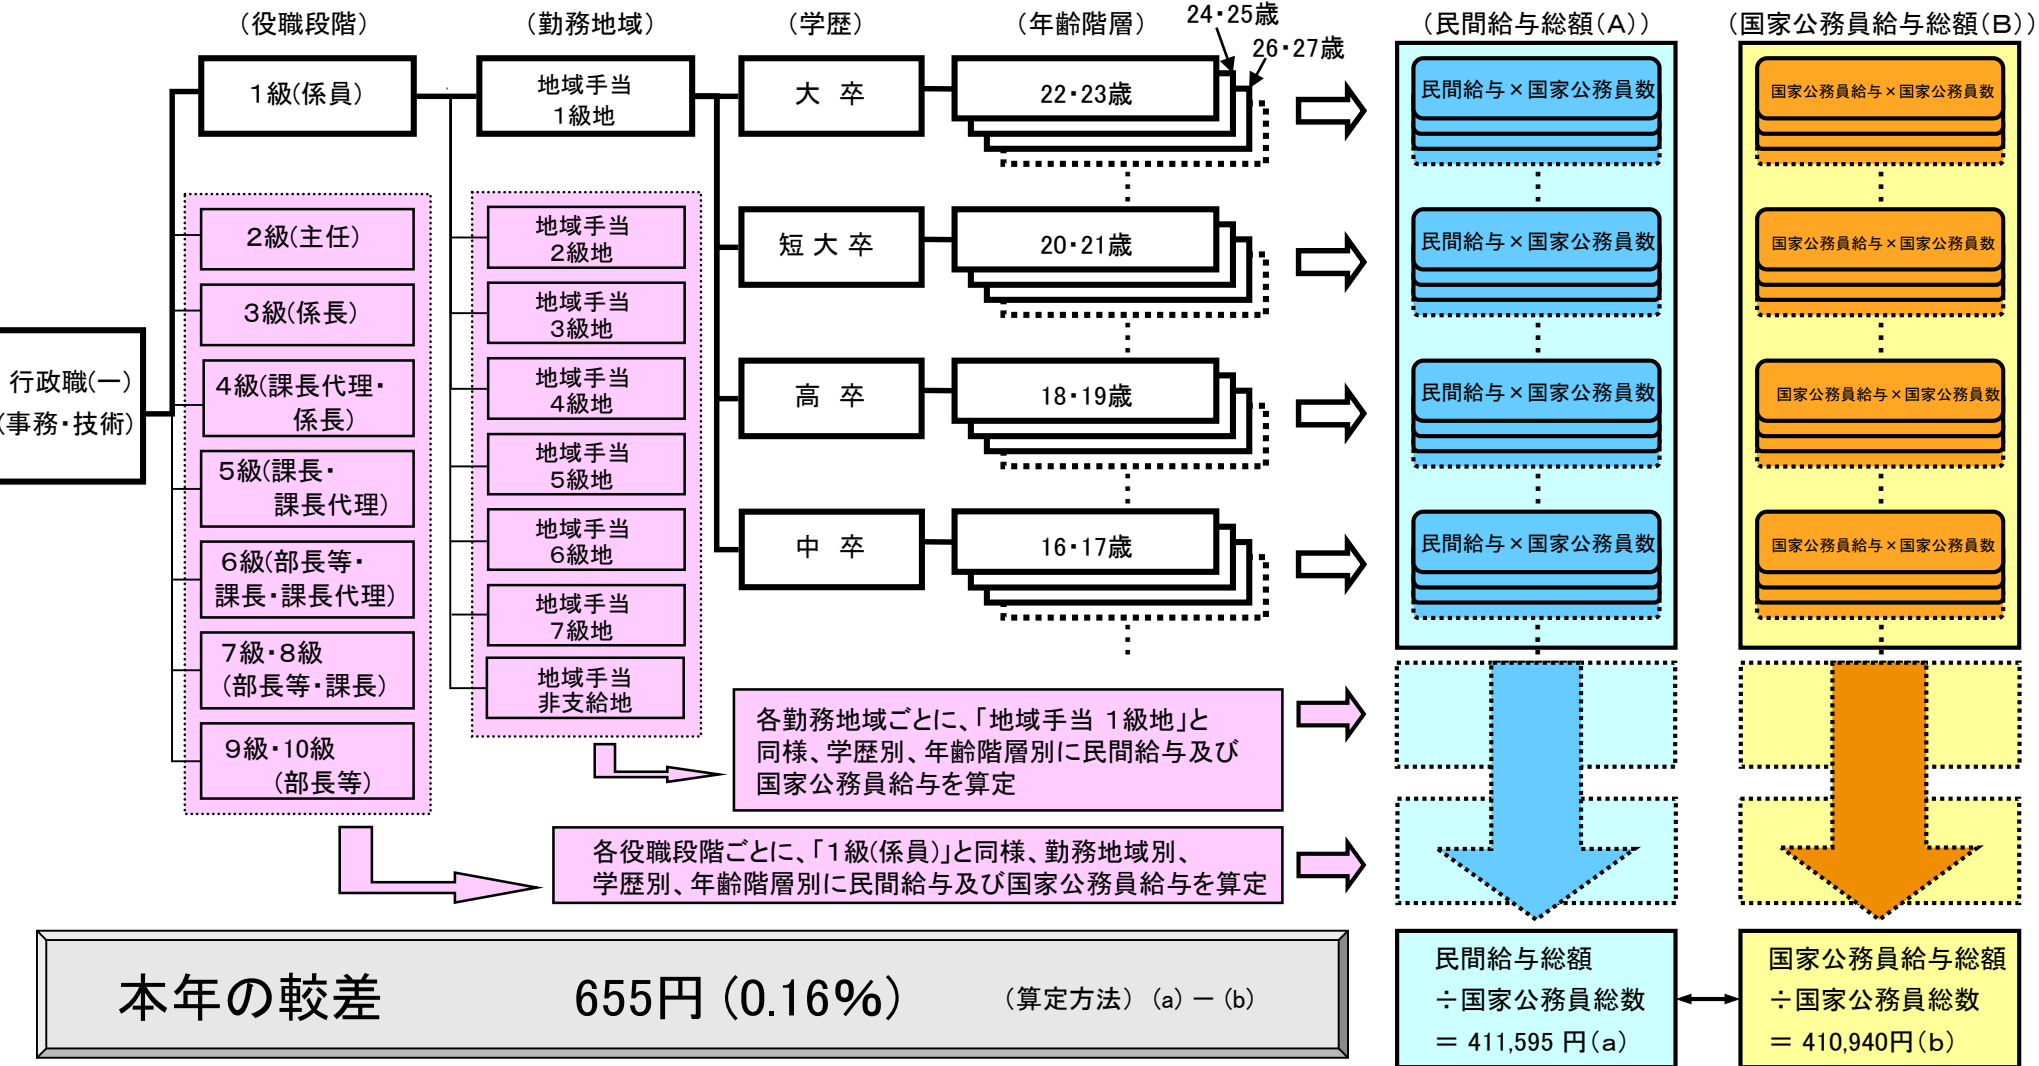 （役職段階）
（勤務地域）
（学歴）
（年齢階層）
24・25歳
26・27歳
（民間給与総額（A））
（国家公務員給与総額（B））
行政職(一)
(事務・技術)
1級(係員)
2級(主任)
3級(係長)
4級(課長代理・
係長)
5級(課長・
課長代理)
6級(部長等・
課長・課長代理)
7級・8級
(部長等・課長)
9級・10級
(部長等)
地域手当
1級地
地域手当
2級地
地域手当
3級地
地域手当
4級地
地域手当
5級地
地域手当
6級地
地域手当
7級地
地域手当
非支給地
大 卒
22・23歳
民間給与×国家公務員数
国家公務員給与×国家公務員数
短 大 卒
20・21歳
民間給与×国家公務員数
国家公務員給与×国家公務員数
高 卒
18・19歳
民間給与×国家公務員数
国家公務員給与×国家公務員数
中 卒
16・17歳
民間給与×国家公務員数
国家公務員給与×国家公務員数
各勤務地域ごとに、「地域手当 1級地」と
同様、学歴別、年齢階層別に民間給与及び
国家公務員給与を算定
各役職段階ごとに、「1級(係員)」と同様、勤務地域別、
学歴別、年齢階層別に民間給与及び国家公務員給与を算定
本年の較差 655円 (0.16%) （算定方法） (a) － (b)
民間給与総額
÷国家公務員総数
＝ 411,595 円（a）
国家公務員給与総額
÷国家公務員総数
＝ 410,940円（b）